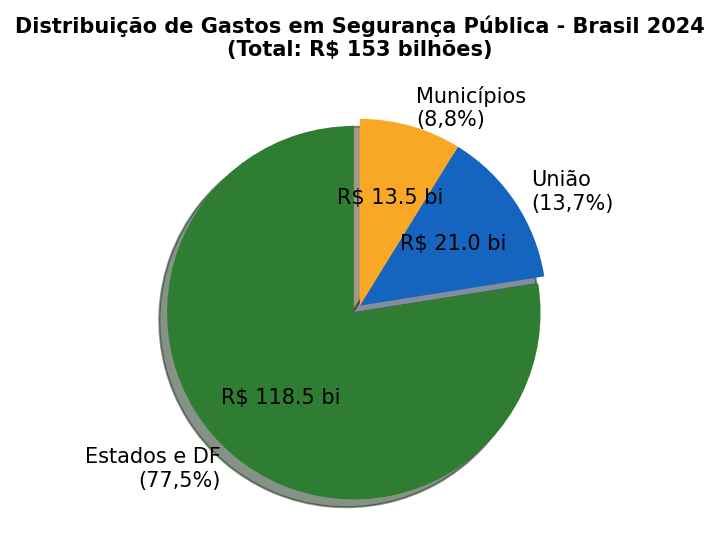 Distribuição de Gastos em Segurança Pública - Brasil 2024
(Total: R$ 153 bilhões)
Municípios
(8,8%)
União
(13,7%)
R$ 13.5 bi
R$ 21.0 bi
R$ 118.5 bi
Estados e DF
(77,5%)